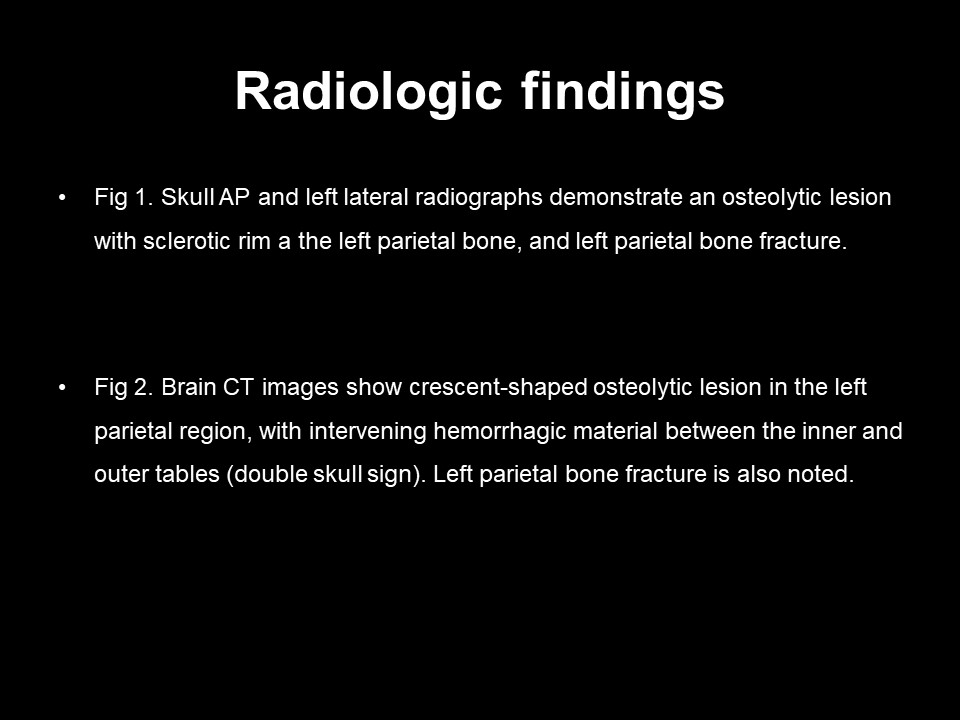 Radiologic findings
• Fig 1. Skull AP and left lateral radiographs demonstrate an osteolytic lesion
with sclerotic rim a the left parietal bone, and left parietal bone fracture.
• Fig 2. Brain CT images show crescent-shaped osteolytic lesion in the left
parietal region, with intervening hemorrhagic material between the inner and
outer tables (double skull sign). Left parietal bone fracture is also noted.